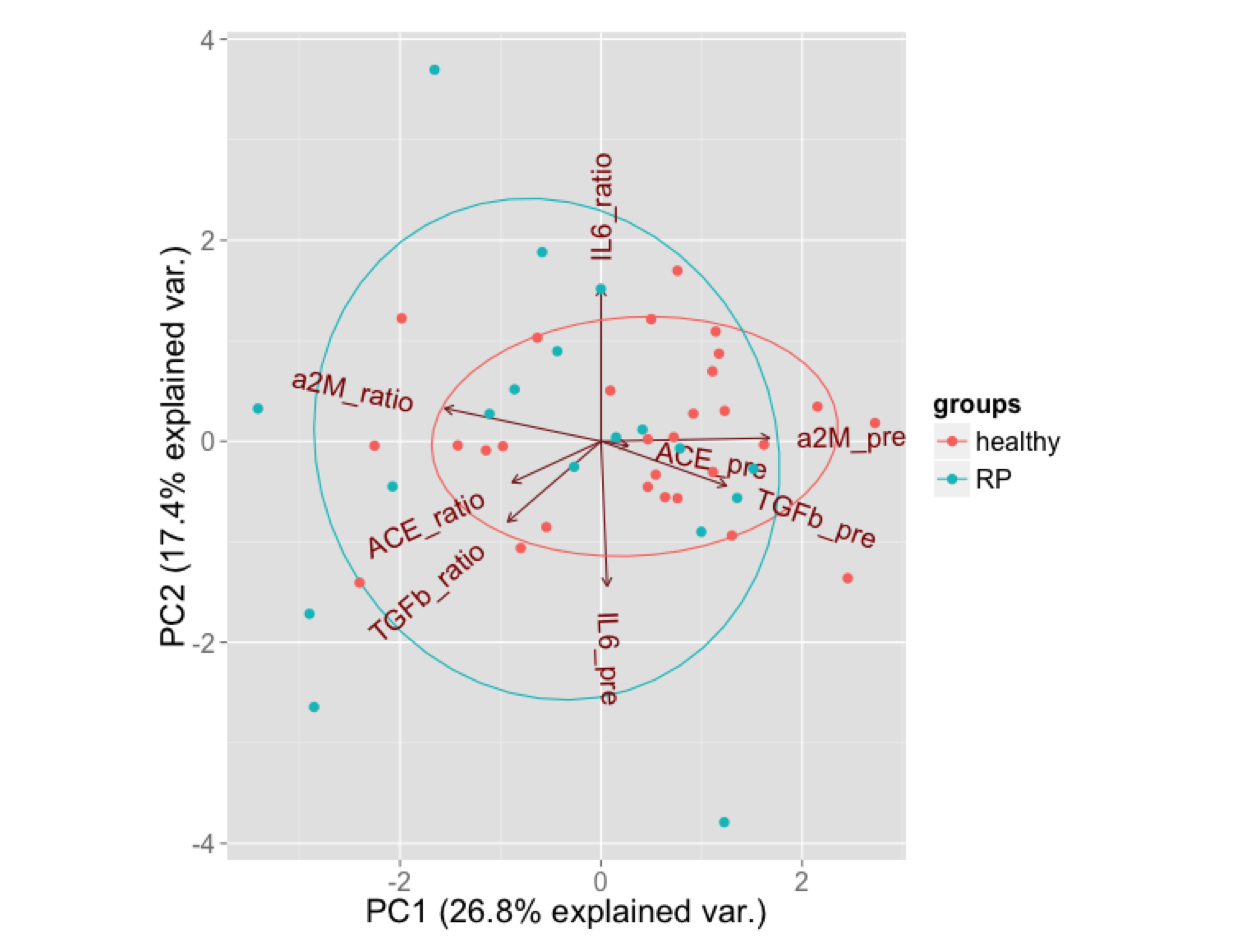 4
2
0
-2
-4
PC2 (17.4% explained var.)
IL6_ratio
a2M_ratio
a2M_pre
ACE_pre
TGFb_pre
ACE_ratio
TGFb_ratio
IL6_pre
-2
0
2
PC1 (26.8% explained var.)
groups
healthy
RP